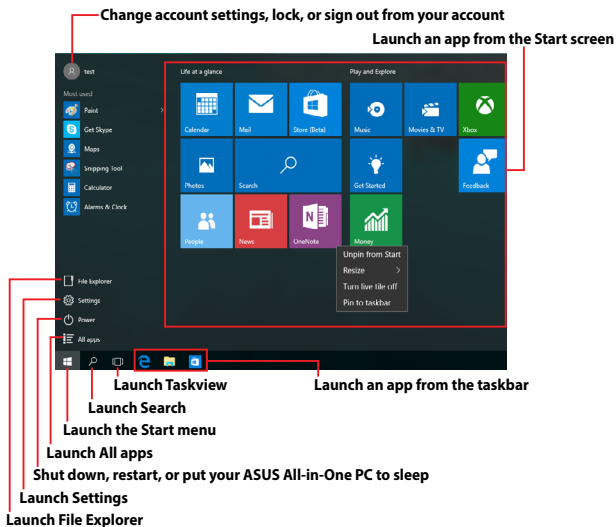 Change account settings, lock, or sign out from your account
Launch an app from the Start screen
test
Life at a glance
Play and Explore
Most used
Paint
Get Skype
Maps
Snipping Tool
Calculator
Alarms & Clock
Calendar
Mail
Store (Beta)
Music
Movies & TV
Xbox
Photos
Search
Get Started
Feedback
People
News
OneNote
Money
Unpin from Start
Resize
Turn live tile off
Pin to taskbar
File Explorer
Settings
Power
All apps
Launch Taskview
Launch an app from the taskbar
Launch Search
Launch the Start menu
Launch All apps
Shut down, restart, or put your ASUS All-in-One PC to sleep
Launch Settings
Launch File Explorer